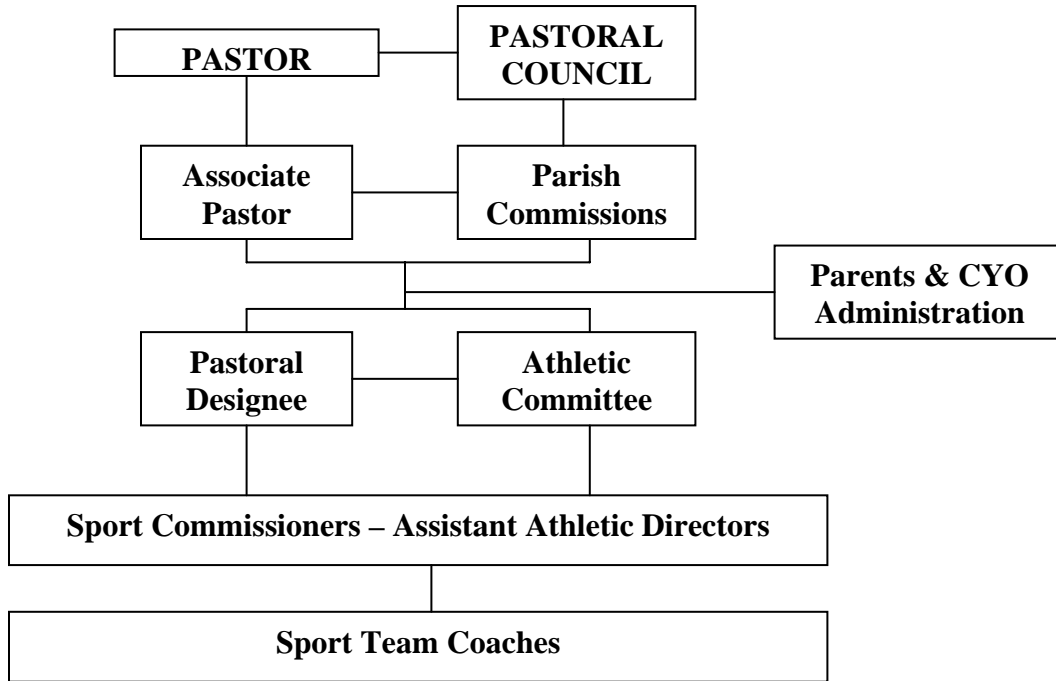 PASTOR
PASTORAL
COUNCIL
Associate
Pastor
Parish
Commissions
Parents & CYO
Administration
Pastoral
Designee
Athletic
Committee
Sport Commissioners – Assistant Athletic Directors
Sport Team Coaches